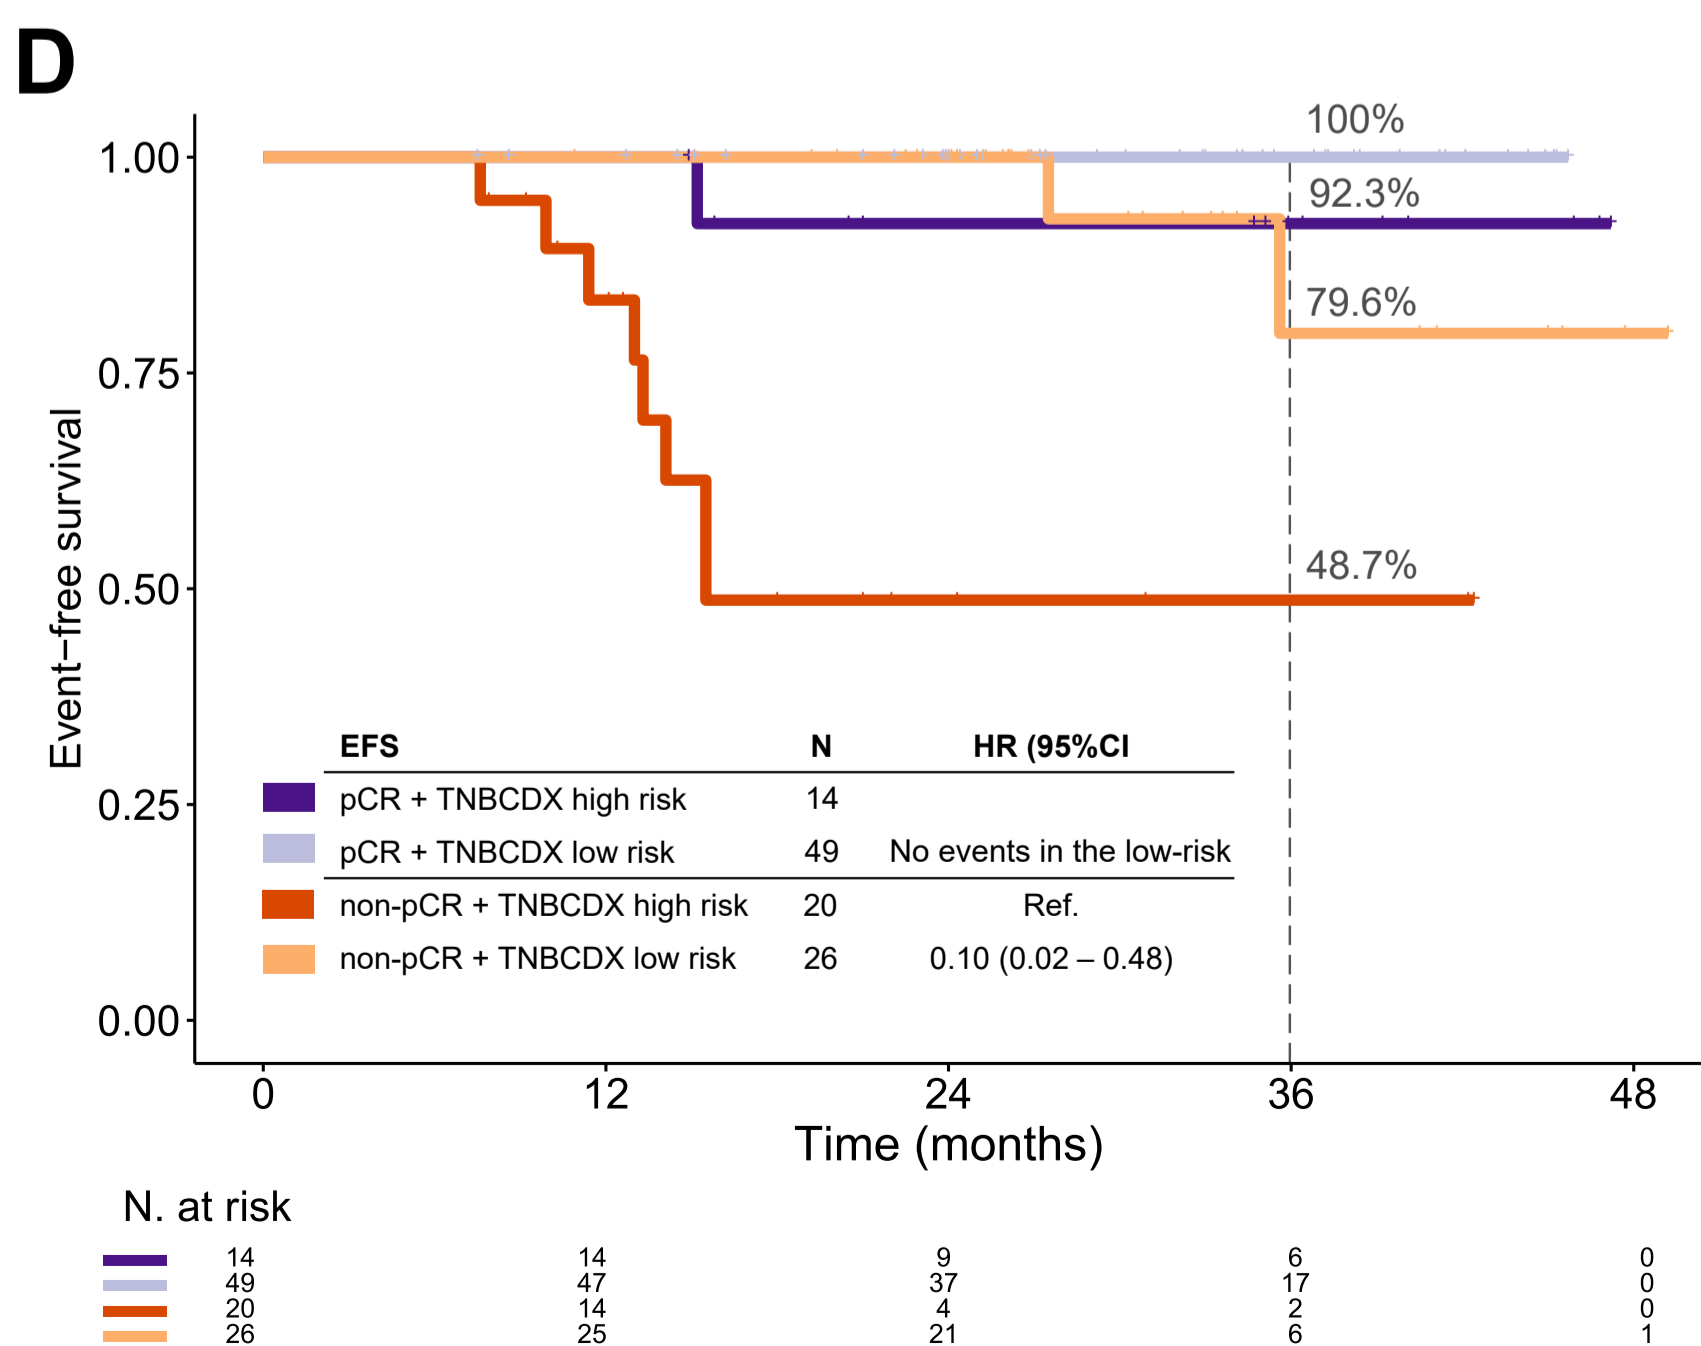 D
100%
1.00
92.3%
79.6%
0.75
Event−free survival
0.50
48.7%
EFS N HR (95%CI
pCR + TNBCDX high risk 14
0.25
pCR + TNBCDX low risk 49 No events in the low-risk
non-pCR + TNBCDX high risk 20 Ref.
non-pCR + TNBCDX low risk 26 0.10 (0.02 – 0.48)
0.00
0 12 24 36 48
Time (months)
N. at risk
14 14 9 6 0
49 47 37 17 0
20 14 4 2 0
26 25 21 6 1